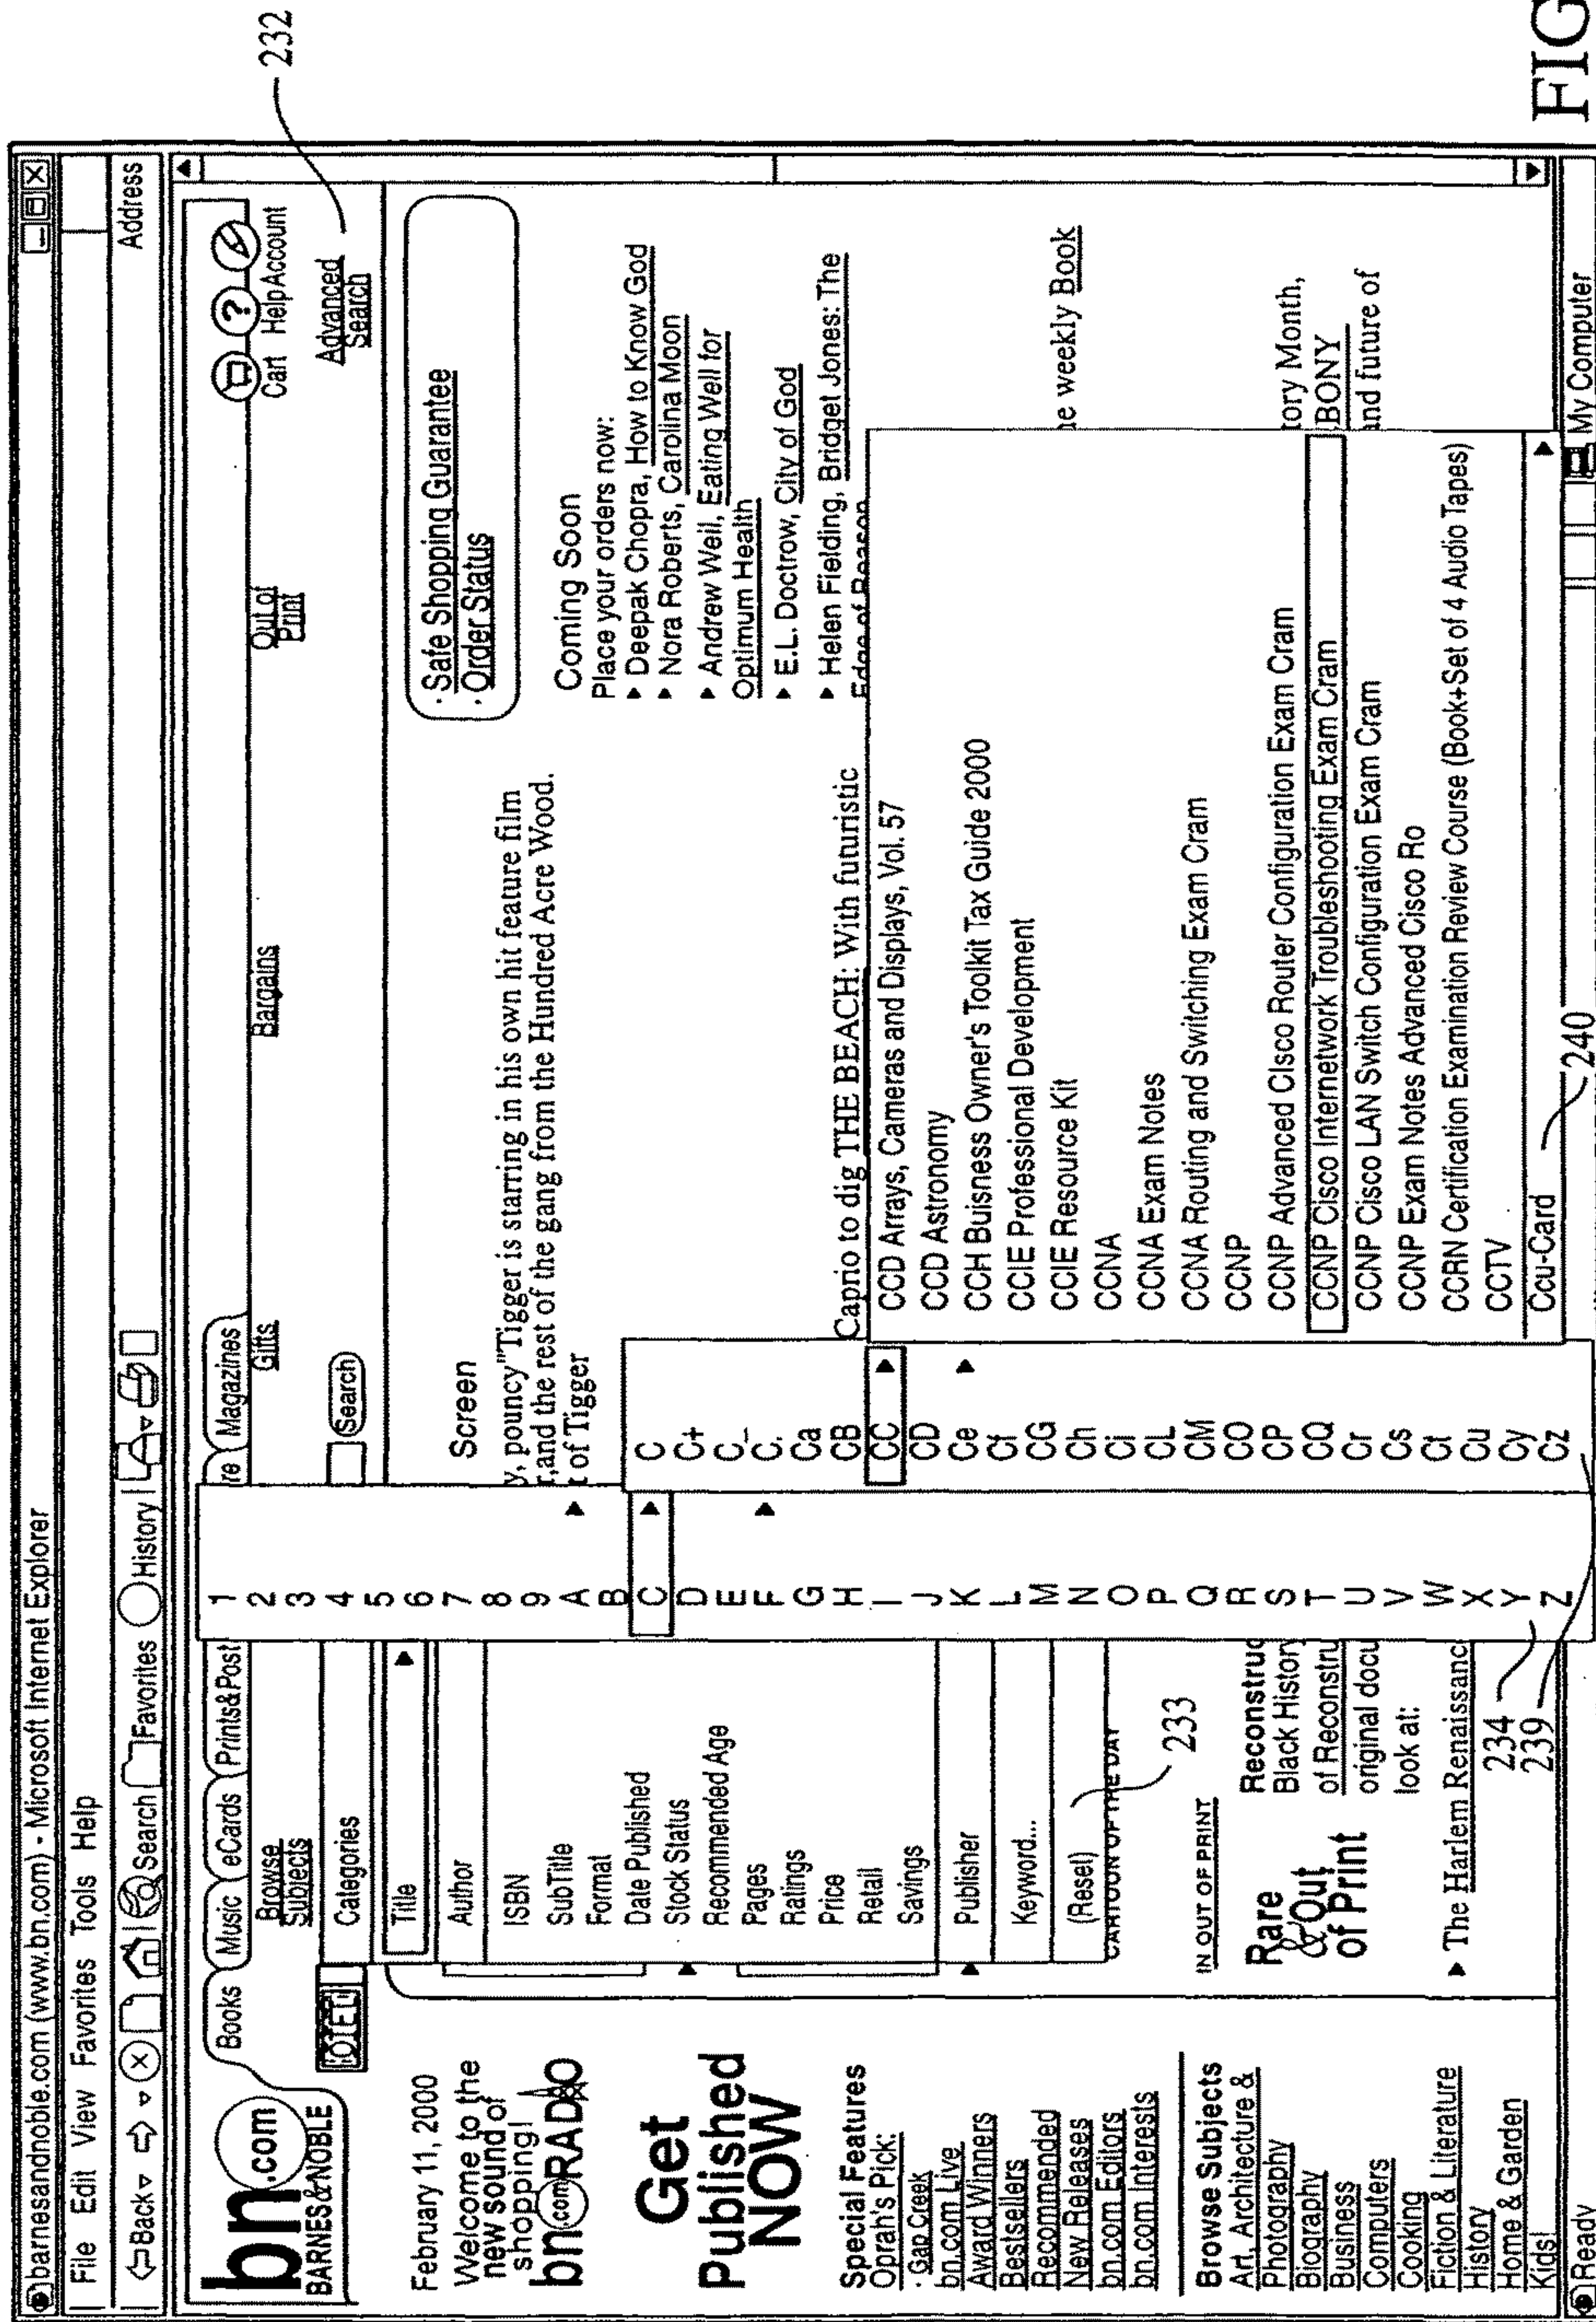 barnesandnoble.com (www.bn.com) - Microsoft Internet Explorer
File Edit View Favorites Tools Help
Back Search Favorites History
Address
bn.com
BARNES&NOBLE
Books Music eCards Prints&Post re Magazines
Cart Help Account
Browse
Subjects
Gifts
Bargains
Out of
Print
Advanced
Search
232
Search
February 11, 2000
Welcome to the
new sound of
shopping!
bn.com RADIO
Get
Published
NOW
Special Features
Oprah's Pick:
· Gap Creek
bn.com Live
Award Winners
Bestsellers
Recommended
New Releases
bn.com Editors
bn.com Interests
Browse Subjects
Art, Architecture &
Photography
Biography
Business
Computers
Cooking
Fiction & Literature
History
Home & Garden
Kids!
Categories
Title
Author
ISBN
SubTitle
Format
Date Published
Stock Status
Recommended Age
Pages
Ratings
Price
Retail
Savings
Publisher
Keyword...
(Reset)
CARTOON OF THE DAY
233
IN OUT OF PRINT
Rare
&Out
of Print
Reconstruc
Black History
of Reconstru
original docu
look at:
The Harlem Renaissanc
234
239
1
2
3
4
5
6
7
8
9
A
B
C
D
E
F
G
H
I
J
K
L
M
N
O
P
Q
R
S
T
U
V
W
X
Y
Z
C
C+
C_
C.
Ca
CB
CC
CD
Ce
Cf
CG
Ch
Ci
CL
CM
CO
CP
CQ
Cr
Cs
Ct
Cu
Cy
Cz
Screen
y, pouncy"Tigger is starring in his own hit feature film
r,and the rest of the gang from the Hundred Acre Wood.
t of Tigger
Caprio to dig THE BEACH: With futuristic
CCD Arrays, Cameras and Displays, Vol. 57
CCD Astronomy
CCH Buisness Owner's Toolkit Tax Guide 2000
CCIE Professional Development
CCIE Resource Kit
CCNA
CCNA Exam Notes
CCNA Routing and Switching Exam Cram
CCNP
CCNP Advanced CIsco Router Configuration Exam Cram
CCNP Cisco Internetwork Troubleshooting Exam Cram
CCNP Cisco LAN Switch Configuration Exam Cram
CCNP Exam Notes Advanced Cisco Ro
CCRN Certification Examination Review Course (Book+Set of 4 Audio Tapes)
CCTV
Ccu-Card
240
· Safe Shopping Guarantee
· Order Status
Coming Soon
Place your orders now:
Deepak Chopra, How to Know God
Nora Roberts, Carolina Moon
Andrew Weil, Eating Well for
Optimum Health
E.L. Doctrow, City of God
Helen Fielding, Bridget Jones: The
Edge of Reason
ne weekly Book
tory Month,
BONY
and future of
Ready
My Computer
FIG